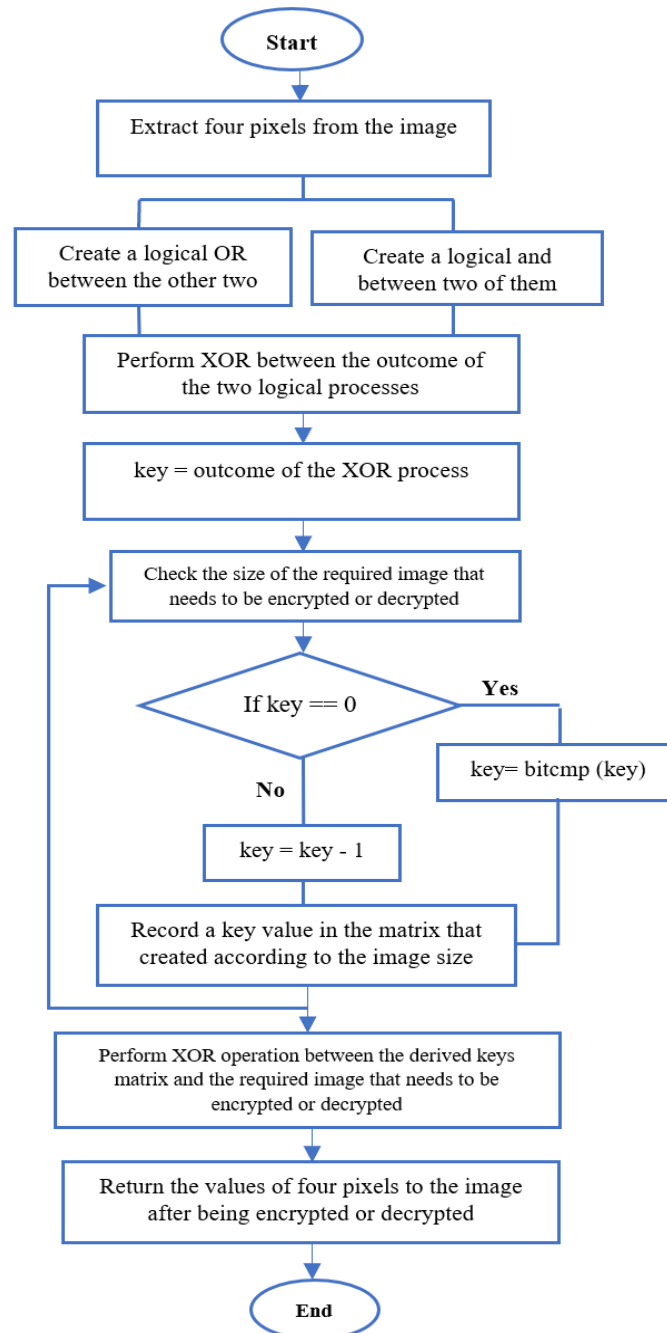 Start
Extract four pixels from the image
Create a logical OR
between the other two
Create a logical and
between two of them
Perform XOR between the outcome of
the two logical processes
key = outcome of the XOR process
Check the size of the required image that
needs to be encrypted or decrypted
If key == 0
Yes
key= bitcmp (key)
No
key = key - 1
Record a key value in the matrix that
created according to the image size
Perform XOR operation between the derived keys
matrix and the required image that needs to be
encrypted or decrypted
Return the values of four pixels to the image
after being encrypted or decrypted
End